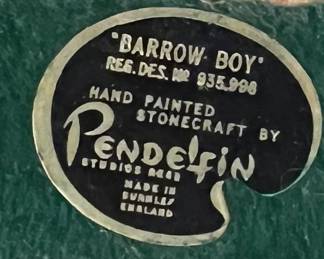 "BARROW BOY"
REG. DES. Nº 935,998
HAND PAINTED
STONECRAFT BY
PENDELFIN
STUDIOS
MADE IN
BURNLEY
ENGLAND